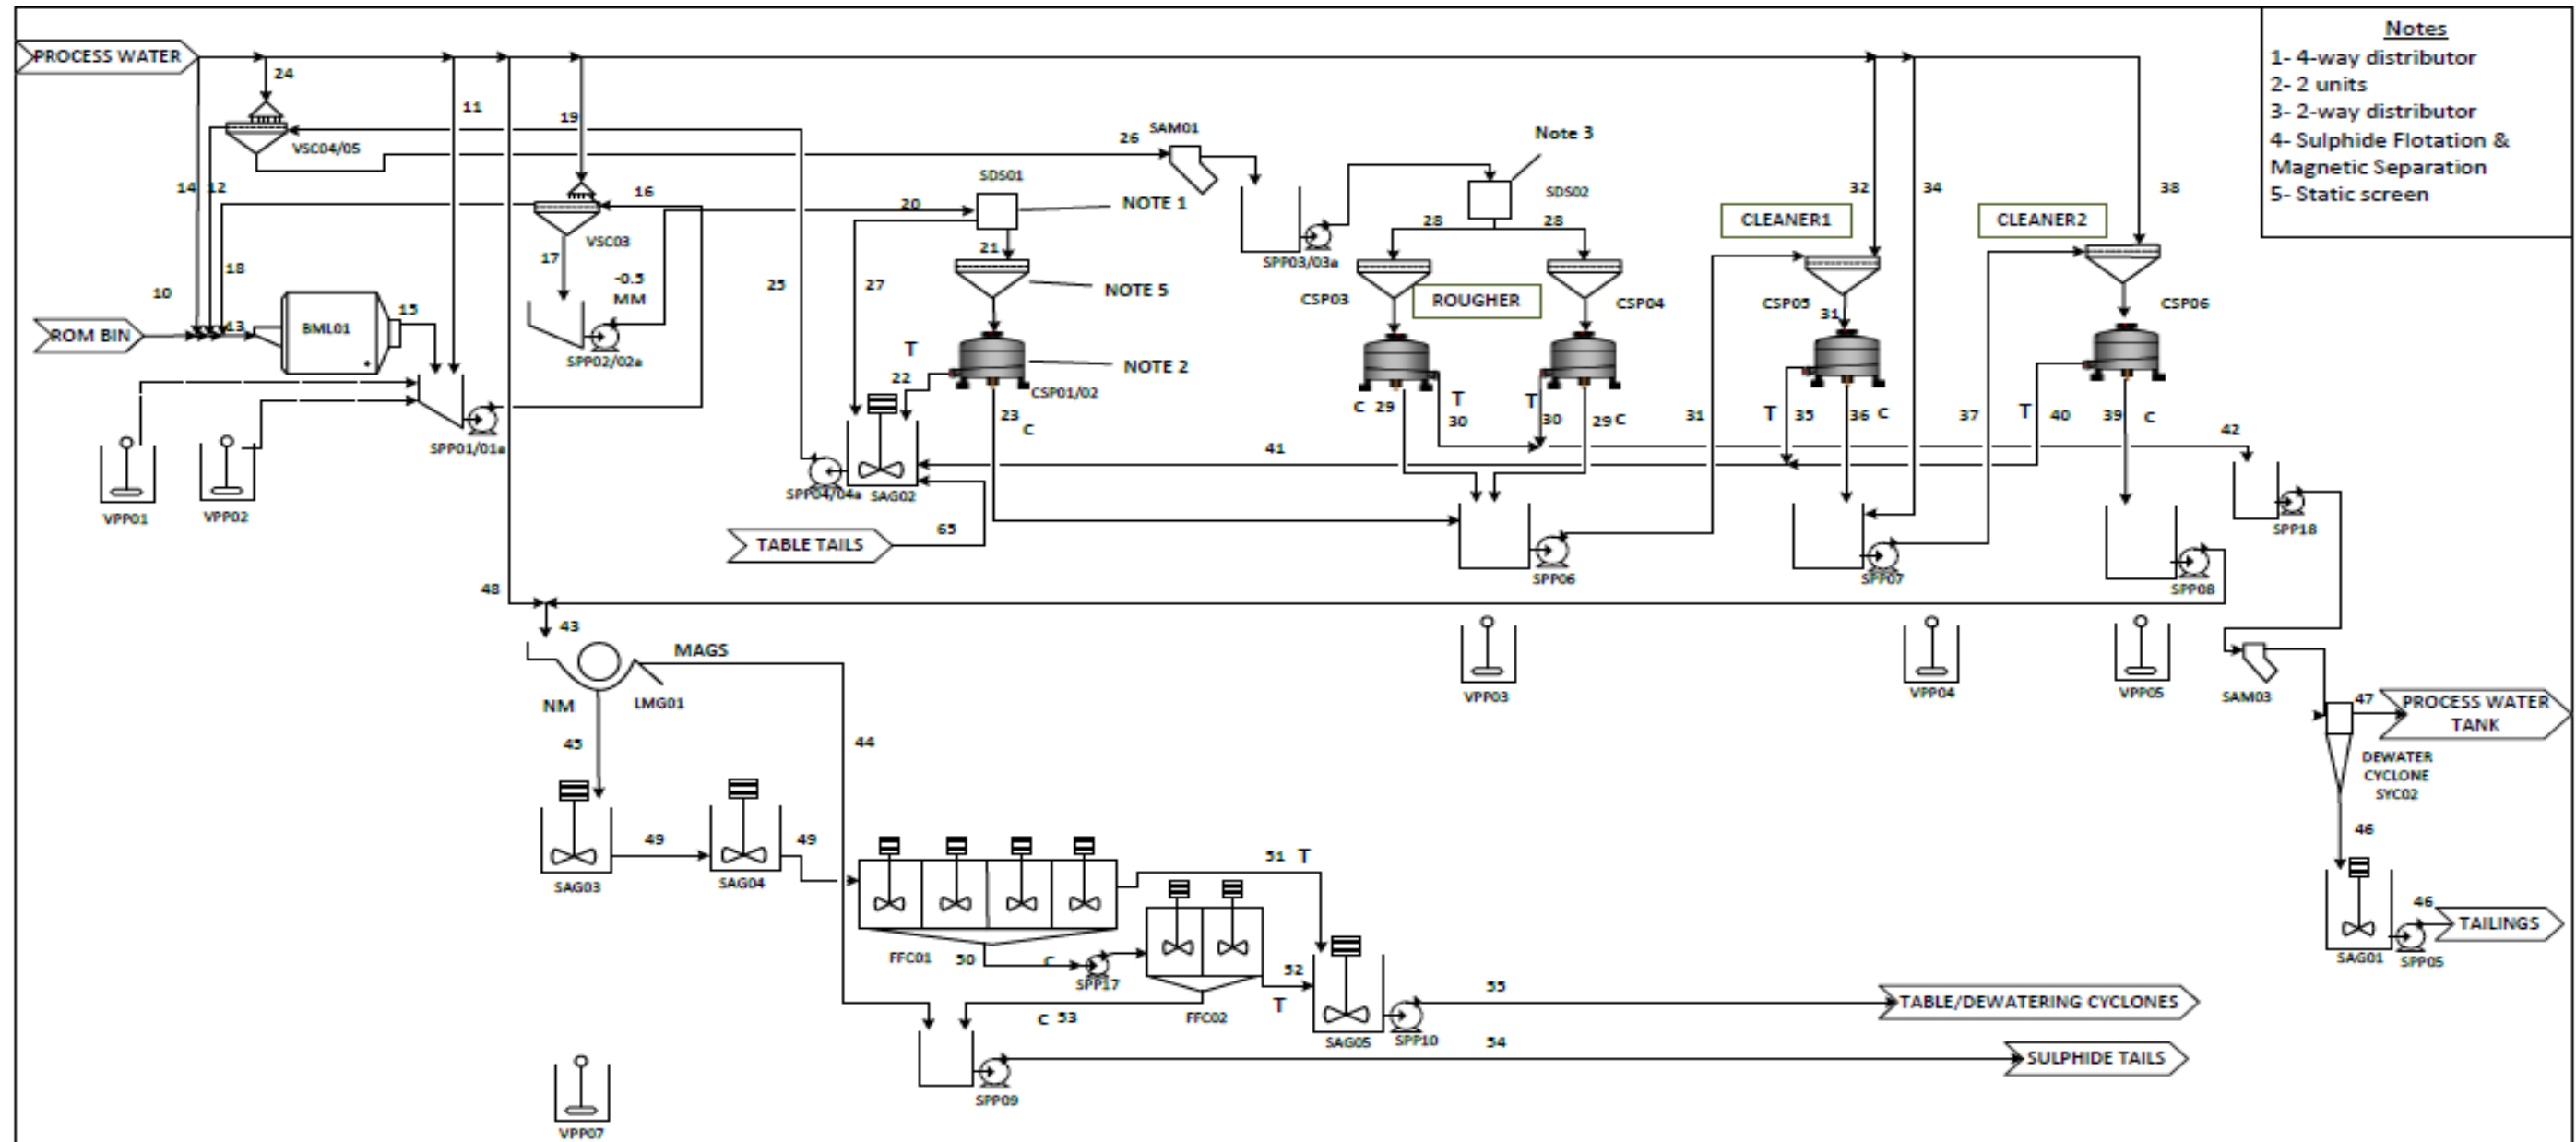 PROCESS WATER
24
11
19
14
12
VSC04/05
16
18
17
VSC03
-0.5
MM
SPP02/02a
10
ROM BIN
13
BML01
15
SPP01/01a
VPP01
VPP02
20
SDS01
NOTE 1
21
NOTE 5
NOTE 2
25
27
T
22
CSP01/02
23
C
SPP04/04a
SAG02
TABLE TAILS
65
41
26
SAM01
SPP03/03a
Note 3
SDS02
28
28
CSP03
ROUGHER
CSP04
C 29
T
30
T
30
29 C
31
SPP06
CLEANER1
32
34
CSP05
31
T
35
36 C
37
SPP07
CLEANER2
38
CSP06
T
40
39
C
SPP08
42
SPP18
Notes
1- 4-way distributor
2- 2 units
3- 2-way distributor
4- Sulphide Flotation &
Magnetic Separation
5- Static screen
48
43
MAGS
NM
LMG01
45
44
VPP03
VPP04
VPP05
SAM03
47
PROCESS WATER
TANK
DEWATER
CYCLONE
SYC02
46
46
TAILINGS
SAG01
SPP05
SAG03
49
SAG04
49
FFC01
50
C
SPP17
51 T
52
T
C 53
FFC02
SAG05
SPP10
55
TABLE/DEWATERING CYCLONES
54
SULPHIDE TAILS
SPP09
VPP07